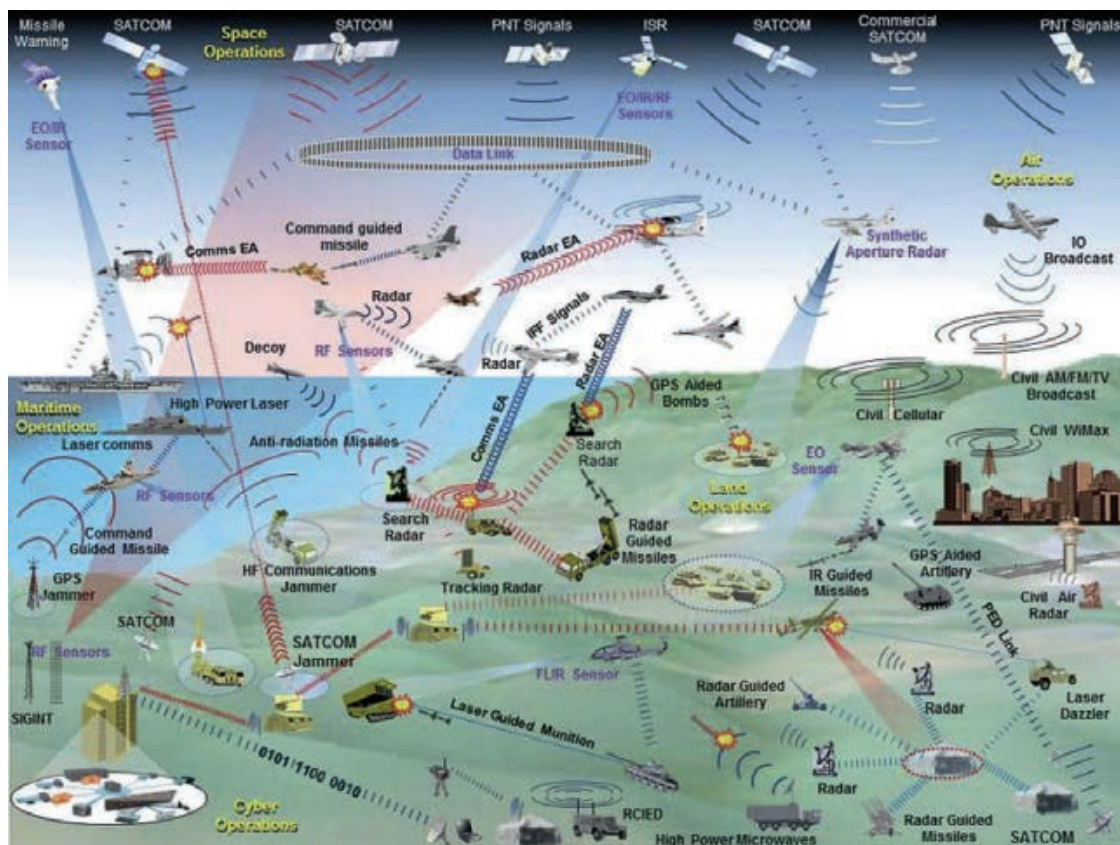 Missile
Warning
SATCOM
Space
Operations
SATCOM
PNT Signals
ISR
SATCOM
Commercial
SATCOM
PNT Signals
EO/IR
Sensor
EO/IR/RF
Sensors
Data Link
Air
Operations
Comms EA
Command guided
missile
Radar EA
Synthetic
Aperture Radar
IO
Broadcast
Radar
RF Sensors
IFF Signals
Radar
Radar EA
Decoy
GPS Aided
Bombs
Civil AM/FM/TV
Broadcast
Maritime
Operations
High Power Laser
Civil Cellular
Laser comms
Anti-radiation Missiles
Comms EA
Search
Radar
Civil WiMax
EO
Sensor
RF Sensors
Land
Operations
Command
Guided Missile
Search
Radar
Radar
Guided
Missiles
HF Communications
Jammer
GPS
Jammer
Tracking Radar
IR Guided
Missiles
GPS Aided
Artillery
Civil Air
Radar
SATCOM
PED Link
RF Sensors
SATCOM
Jammer
FLIR Sensor
SIGINT
Radar Guided
Artillery
Radar
Laser
Dazzler
Laser Guided Munition
0101/1100 0010
Radar
Cyber
Operations
RCIED
High Power Microwaves
Radar Guided
Missiles
SATCOM